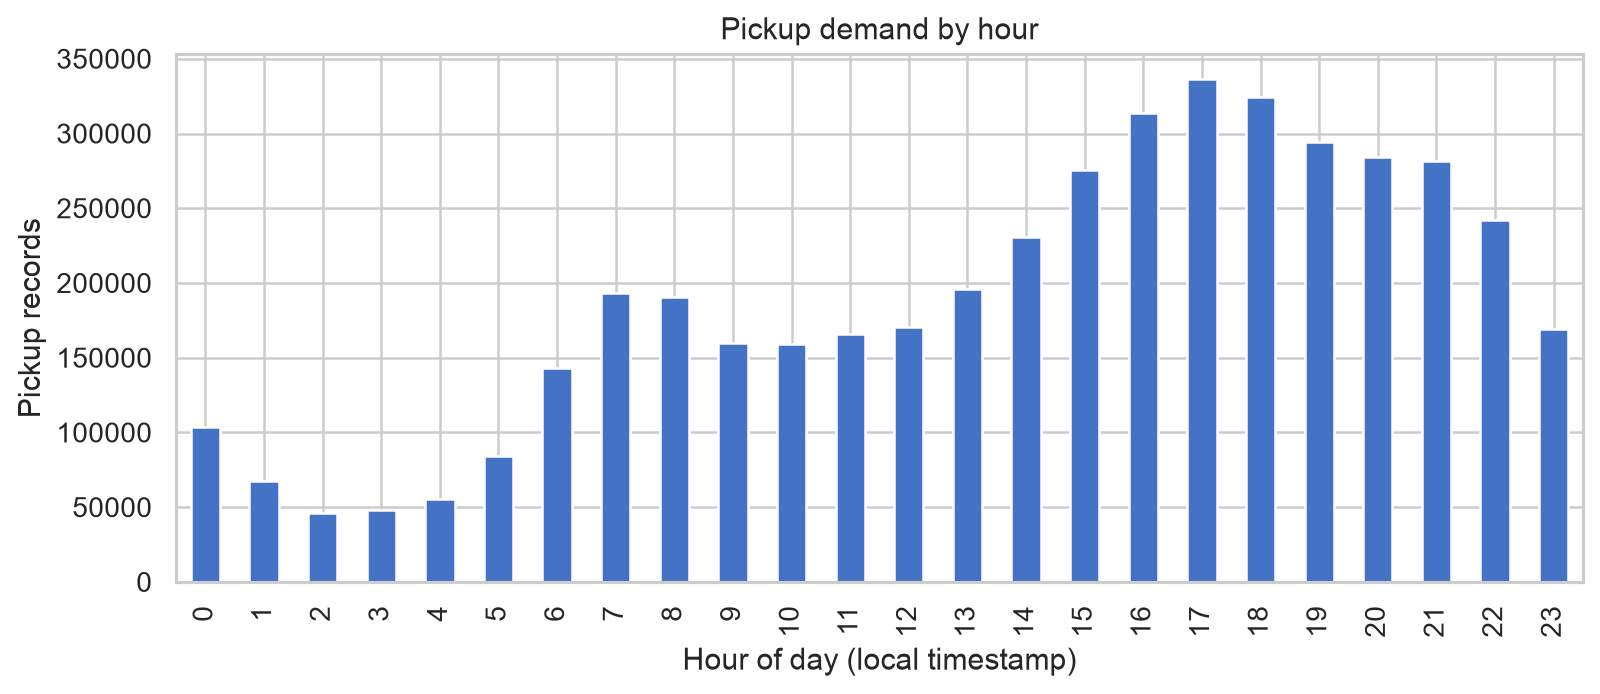 Pickup demand by hour
350000
300000
250000
200000
150000
100000
50000
0
Pickup records
0 1 2 3 4 5 6 7 8 9 10 11 12 13 14 15 16 17 18 19 20 21 22 23
Hour of day (local timestamp)